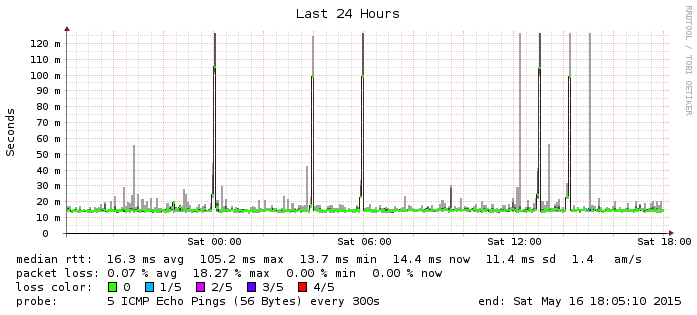 Last 24 Hours
RRDTOOL / TOBI OETIKER
Seconds
120 m
110 m
100 m
90 m
80 m
70 m
60 m
50 m
40 m
30 m
20 m
10 m
0
Sat 00:00 Sat 06:00 Sat 12:00 Sat 18:00
median rtt: 16.3 ms avg 105.2 ms max 13.7 ms min 14.4 ms now 11.4 ms sd 1.4 am/s
packet loss: 0.07 % avg 18.27 % max 0.00 % min 0.00 % now
loss color: 0 1/5 2/5 3/5 4/5
probe: 5 ICMP Echo Pings (56 Bytes) every 300s end: Sat May 16 18:05:10 2015